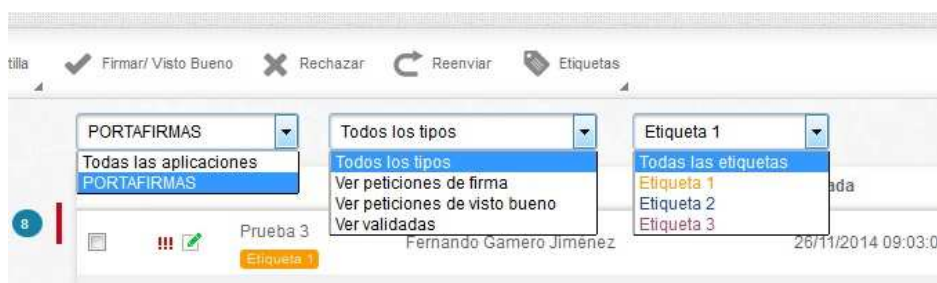 Firmar/ Visto Bueno Rechazar Reenviar Etiquetas
PORTAFIRMAS Todos los tipos Etiqueta 1
Todas las aplicaciones Todos los tipos Todas las etiquetas
PORTAFIRMAS Ver peticiones de firma Etiqueta 1
Ver peticiones de visto bueno Etiqueta 2
Ver validadas Etiqueta 3
8 !!! Prueba 3 Fernando Gamero Jiménez 26/11/2014 09:03:0
Etiqueta 1